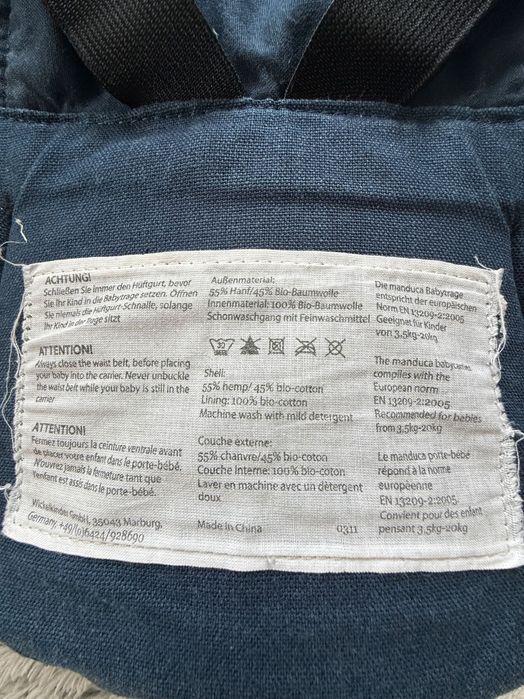 ACHTUNG!
Schließen Sie immer den Hüftgurt, bevor
Sie Ihr Kind in die Babytrage setzen. Öffnen
Sie niemals die Hüftgurt-Schnalle, solange
Ihr Kind in der Page sitzt
ATTENTION!
Always close the waist belt, before placing
your baby into the carrier. Never unbuckle
the waist belt while your baby is still in the
carrier
ATTENTION!
Fermez toujours la ceinture ventrale avant
de placer votre enfant dans le porte-bébé.
N'ouvrez jamais la fermeture tant que
l'enfant est assis dans le porte-bébé.
Wickelkinder GmbH, 35043 Marburg,
Germany +49/(0)6424/928690
Außenmaterial:
55% Hanf/45% Bio-Baumwolle
Innenmaterial: 100% Bio-Baumwolle
Schonwaschgang mit Feinwaschmittel
30
Shell:
55% hemp/ 45% bio-cotton
Lining: 100% bio-cotton
Machine wash with mild detergent
Couche externe:
55% chanvre/45% bio-cotton
Couche Interne: 100% bio-coton
Laver en machine avec un détergent
doux
Made in China 0311
Die manduca Babytrage
entspricht der europäischen
Norm EN 13209-2:2005
Geeignet für Kinder
von 3,5kg-20kg
The manduca babycarrier
complies with the
European norm
EN 13209-2:2005
Recommended for babies
from 3,5kg-20kg
Le manduca porte-bébé
répond à la norme
européenne
EN 13209-2:2005.
Convient pour des enfant
pensant 3,5kg-20kg